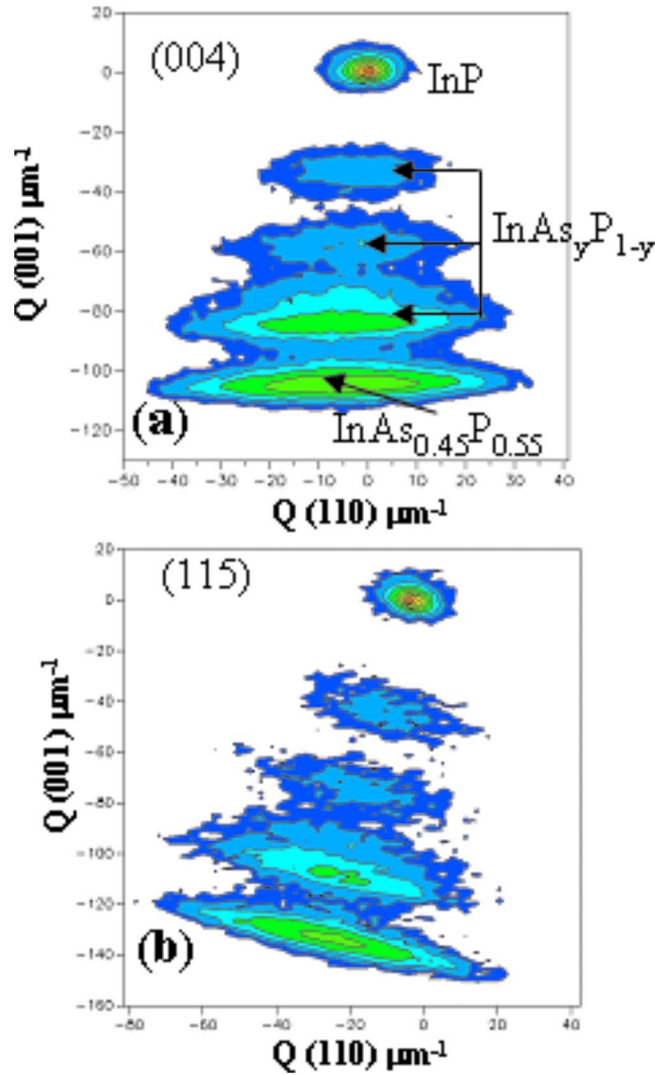 (004)
InP
InAsyP1-y
InAs0.45P0.55
(a)
20
0
-20
-40
-60
-80
-100
-120
Q (001) μm-1
-50 -40 -30 -20 -10 0 10 20 30 40
Q (110) μm-1
(115)
(b)
20
0
-20
-40
-60
-80
-100
-120
-140
-160
Q (001) μm-1
-80 -60 -40 -20 0 20 40
Q (110) μm-1